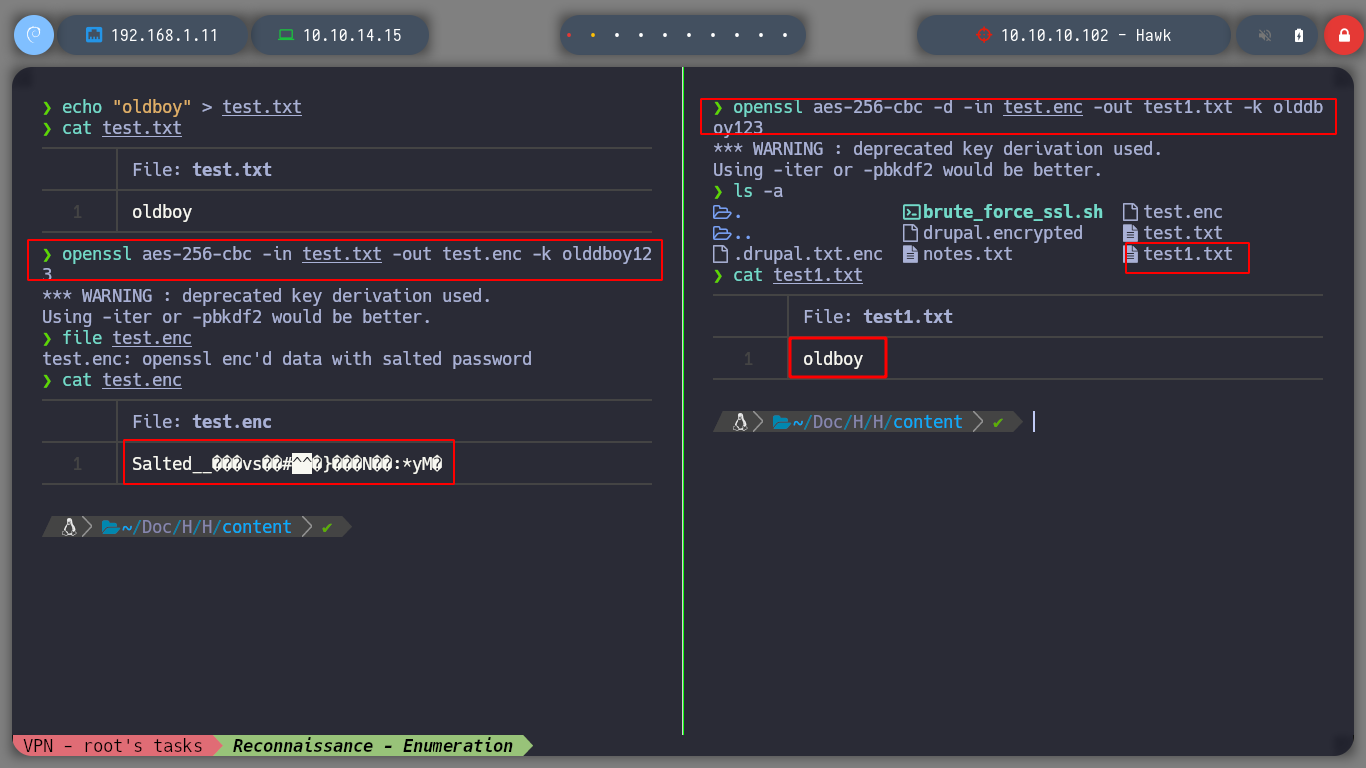 192.168.1.11
10.10.14.15
10.10.10.102 - Hawk
❯ echo "oldboy" > test.txt
❯ cat test.txt
File: test.txt
1 oldboy
❯ openssl aes-256-cbc -in test.txt -out test.enc -k olddboy12
3
*** WARNING : deprecated key derivation used.
Using -iter or -pbkdf2 would be better.
❯ file test.enc
test.enc: openssl enc'd data with salted password
❯ cat test.enc
File: test.enc
1 Salted__���vs��#^^�}���N��:*yM�
~/Doc/H/H/content ✔
❯ openssl aes-256-cbc -d -in test.enc -out test1.txt -k olddb
oy123
*** WARNING : deprecated key derivation used.
Using -iter or -pbkdf2 would be better.
❯ ls -a
. brute_force_ssl.sh test.enc
.. drupal.encrypted test.txt
.drupal.txt.enc notes.txt test1.txt
❯ cat test1.txt
File: test1.txt
1 oldboy
~/Doc/H/H/content ✔
VPN - root's tasks Reconnaissance - Enumeration